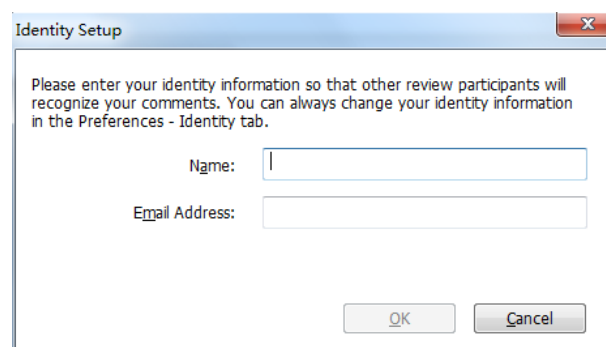 Identity Setup
Please enter your identity information so that other review participants will
recognize your comments. You can always change your identity information
in the Preferences - Identity tab.
Name:
Email Address:
OK
Cancel